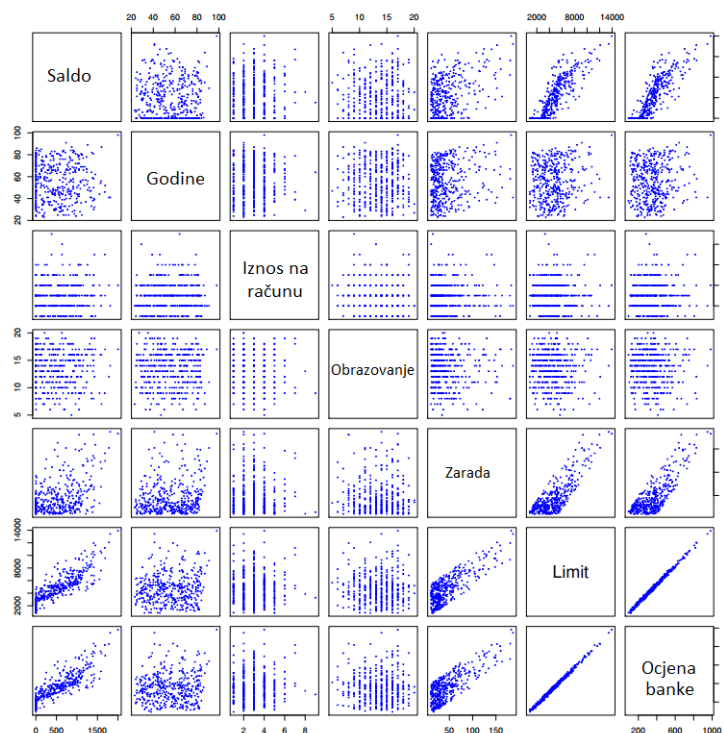 20 40 60 80 100
5 10 15 20
2000 8000 14000
Saldo
20 40 60 80 100
Godine
Iznos na
računu
5 10 15 20
Obrazovanje
Zarada
2000 8000 14000
Limit
Ocjena
banke
0 500 1500
2 4 6 8
50 100 150
200 600 1000